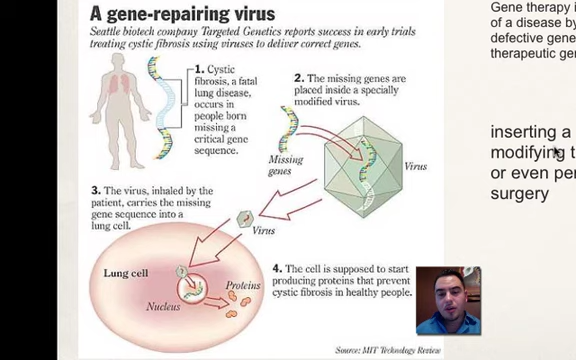 A gene-repairing virus
Seattle biotech company Targeted Genetics reports success in early trials
treating cystic fibrosis using viruses to deliver correct genes.
1. Cystic
fibrosis, a fatal
lung disease,
occurs in
people born
missing a
critical gene
sequence.
2. The missing genes are
placed inside a specially
modified virus.
Missing
genes
Virus
3. The virus, inhaled by the
patient, carries the missing
gene sequence into a
lung cell.
Virus
Lung cell
Nucleus
Proteins
4. The cell is supposed to start
producing proteins that prevent
cystic fibrosis in healthy people.
Source: MIT Technology Review
Gene therapy i
of a disease by
defective gene
therapeutic ge
inserting a
modifying t
or even pe
surgery